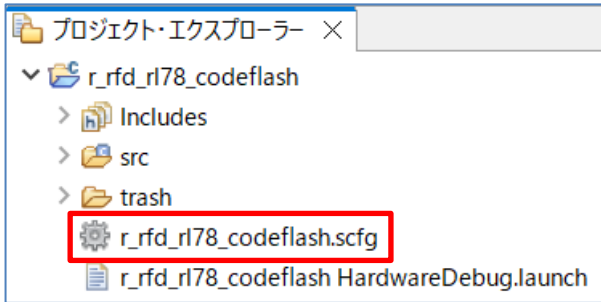 プロジェクト・エクスプローラー
r_rfd_rl78_codeflash
Includes
src
trash
r_rfd_rl78_codeflash.scfg
r_rfd_rl78_codeflash HardwareDebug.launch